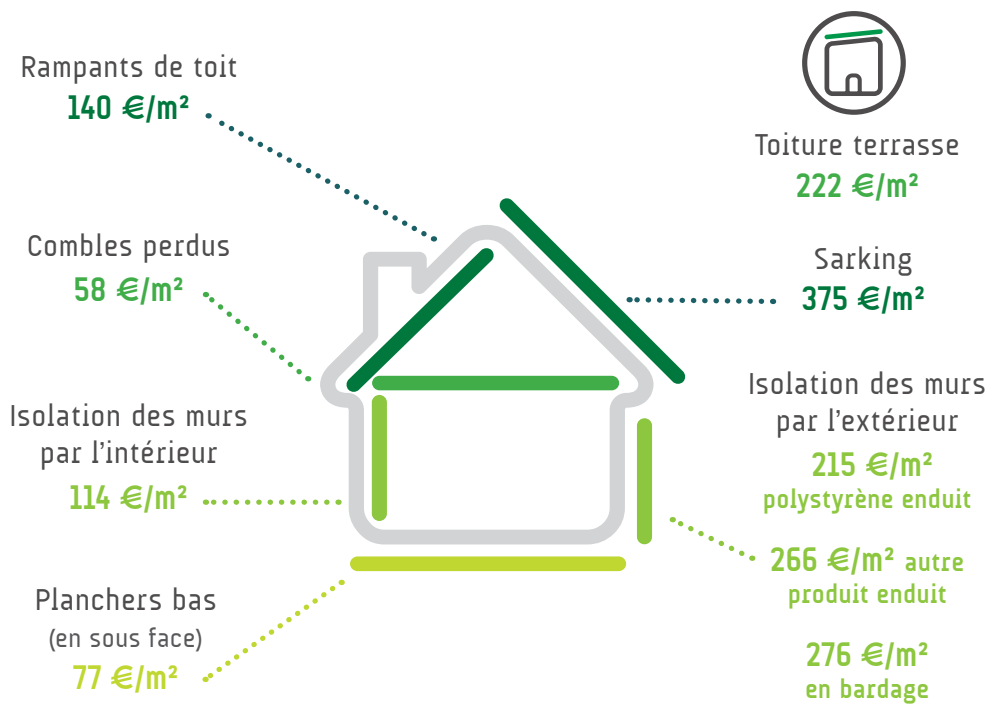 Rampants de toit
140 €/m²
Combles perdus
58 €/m²
Isolation des murs
par l'intérieur
114 €/m²
Planchers bas
(en sous face)
77 €/m²
Toiture terrasse
222 €/m²
Sarking
375 €/m²
Isolation des murs
par l'extérieur
215 €/m²
polystyrène enduit
266 €/m² autre
produit enduit
276 €/m²
en bardage